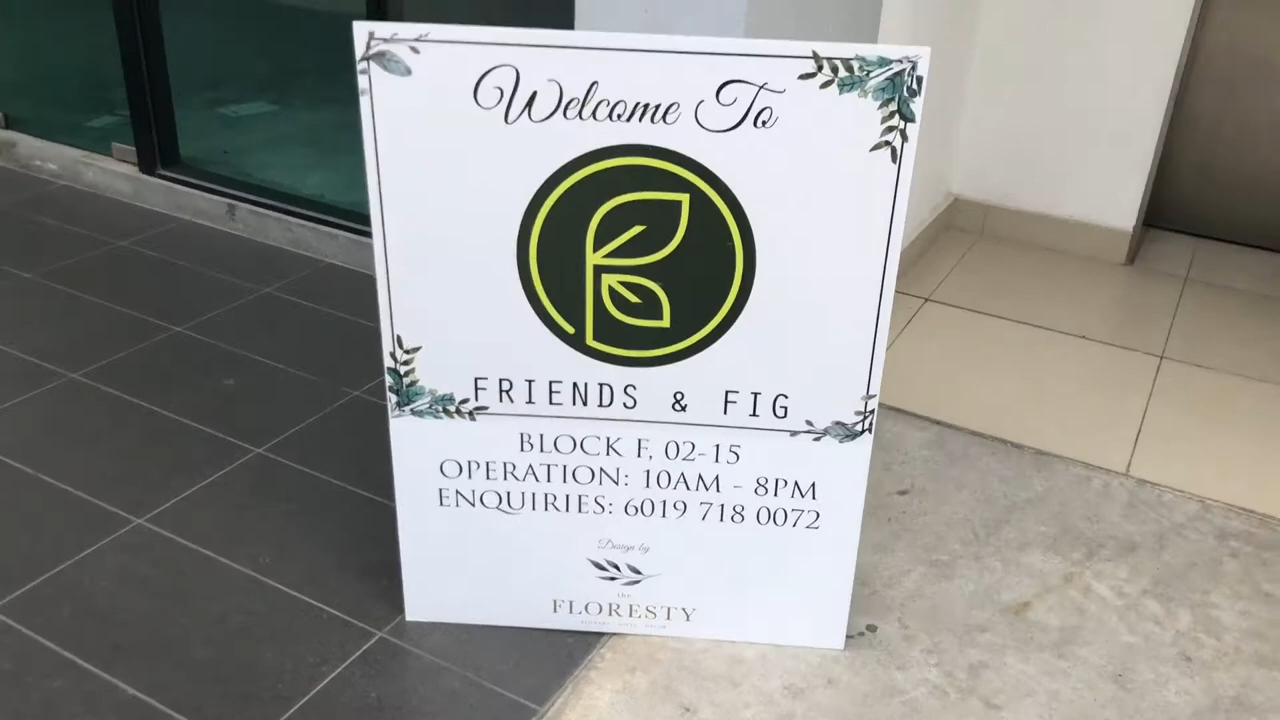 Welcome To
FRIENDS & FIG
BLOCK F, 02-15
OPERATION: 10AM - 8PM
ENQUIRIES: 6019 718 0072
Design by
the
FLORESTY